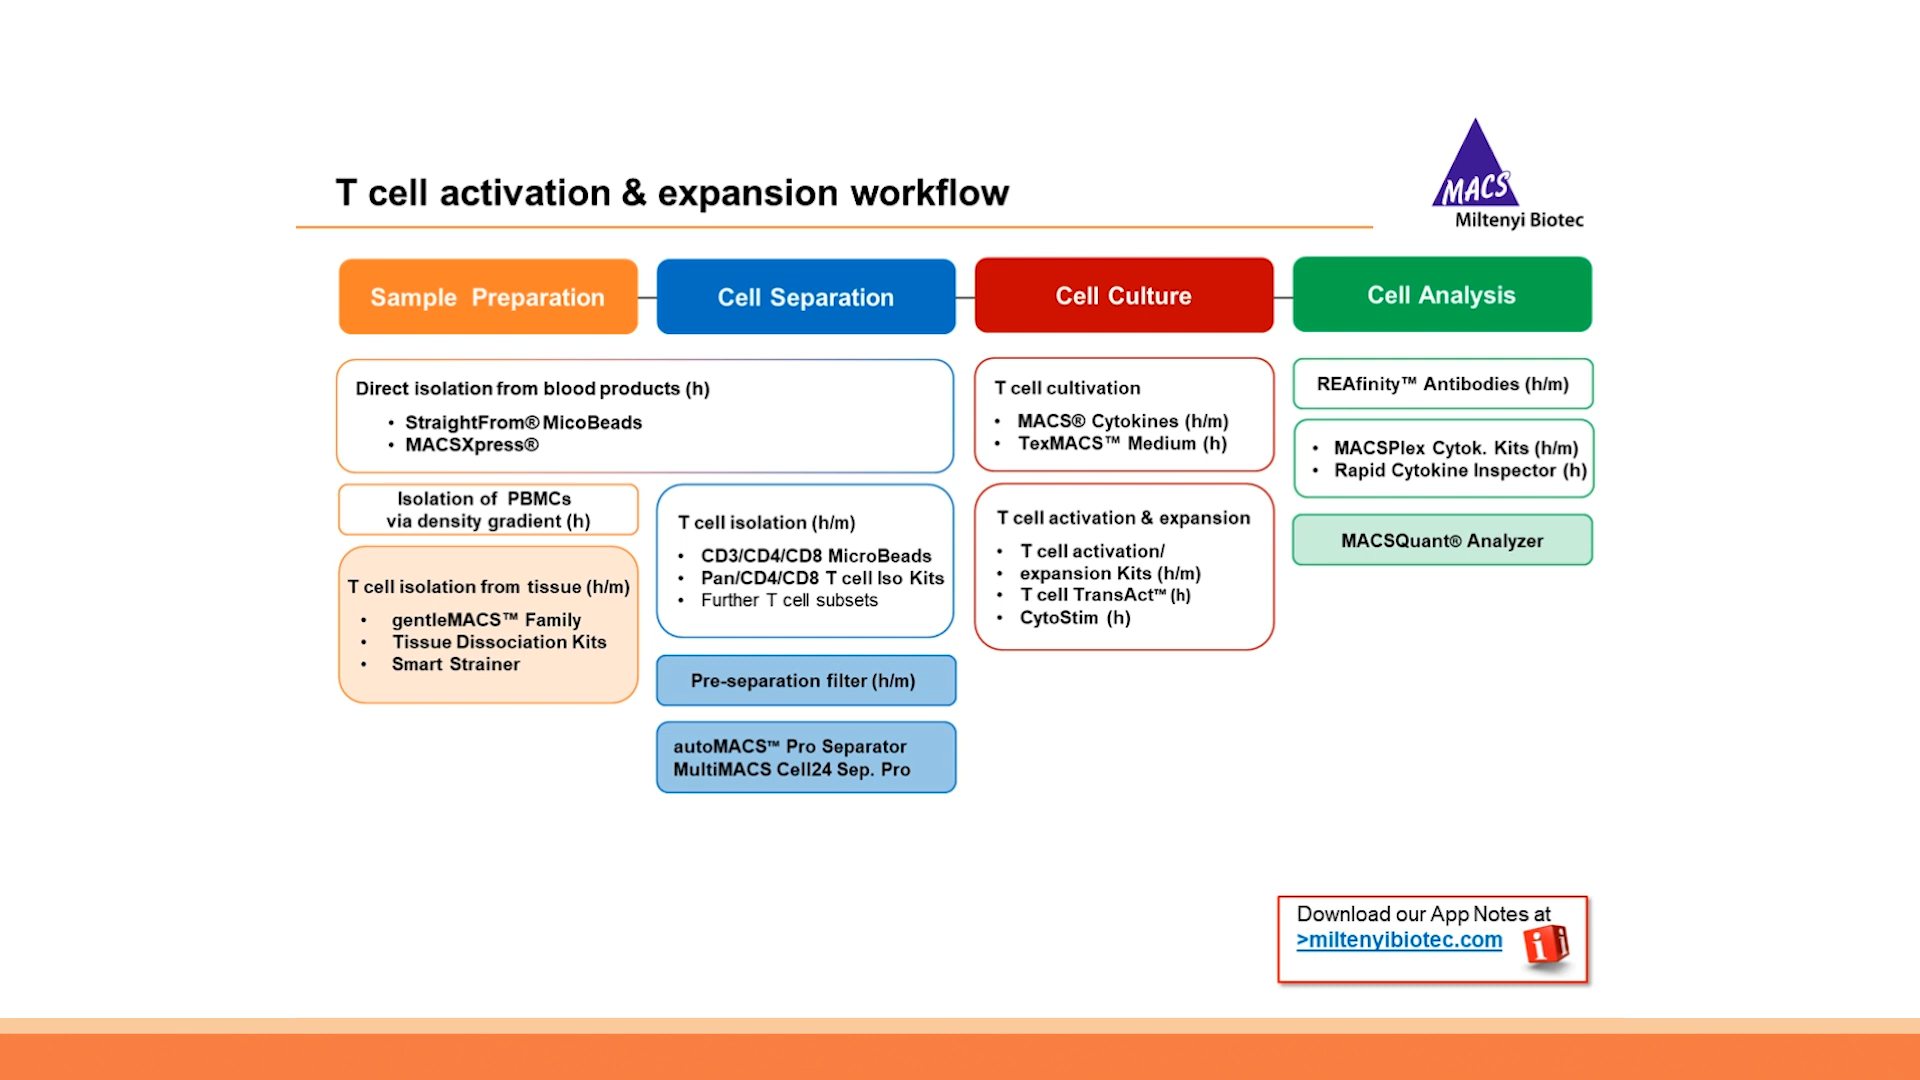 T cell activation & expansion workflow
MACS
Miltenyi Biotec
Sample Preparation
Cell Separation
Cell Culture
Cell Analysis
Direct isolation from blood products (h)
• StraightFrom® MicoBeads
• MACSXpress®
Isolation of PBMCs
via density gradient (h)
T cell isolation from tissue (h/m)
• gentleMACS™ Family
• Tissue Dissociation Kits
• Smart Strainer
T cell isolation (h/m)
• CD3/CD4/CD8 MicroBeads
• Pan/CD4/CD8 T cell Iso Kits
• Further T cell subsets
Pre-separation filter (h/m)
autoMACS™ Pro Separator
MultiMACS Cell24 Sep. Pro
T cell cultivation
• MACS® Cytokines (h/m)
• TexMACS™ Medium (h)
T cell activation & expansion
• T cell activation/
• expansion Kits (h/m)
• T cell TransAct™ (h)
• CytoStim (h)
REAfinity™ Antibodies (h/m)
• MACSPlex Cytok. Kits (h/m)
• Rapid Cytokine Inspector (h)
MACSQuant® Analyzer
Download our App Notes at
>miltenyibiotec.com